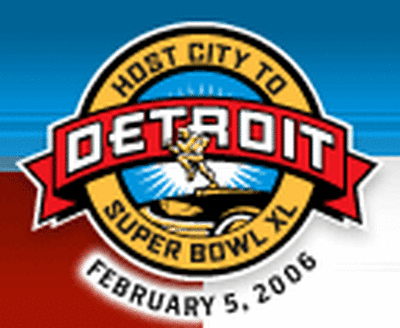 HOST CITY TO
DETROIT
SUPER BOWL XL
FEBRUARY 5, 2006